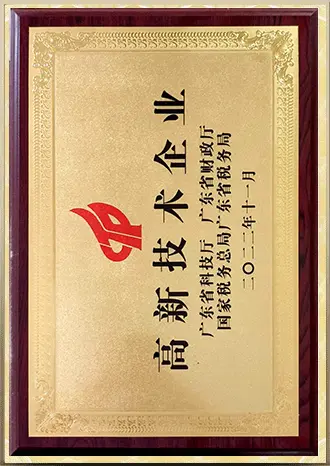 高新技术企业
广东省科技厅 广东省财政厅
国家税务总局广东省税务局
二〇二二年十一月